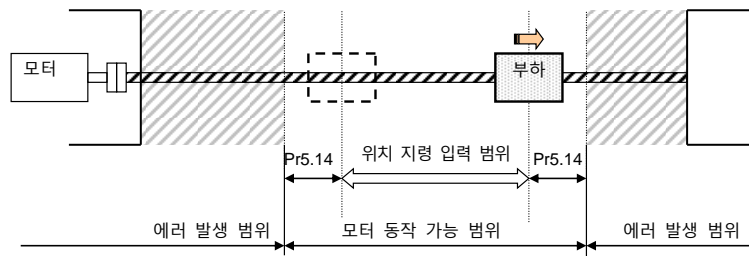 모터
부하
Pr5.14
위치 지령 입력 범위
Pr5.14
에러 발생 범위
모터 동작 가능 범위
에러 발생 범위